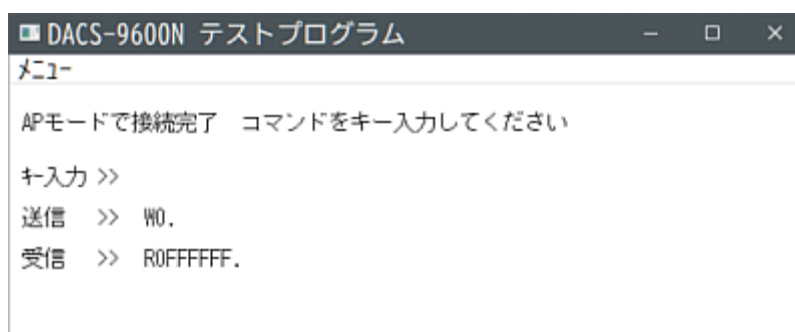 DACS-9600N テストプログラム
メニュー
APモードで接続完了　コマンドをキー入力してください
キー入力 >>
送信 >> W0.
受信 >> R0FFFFFF.